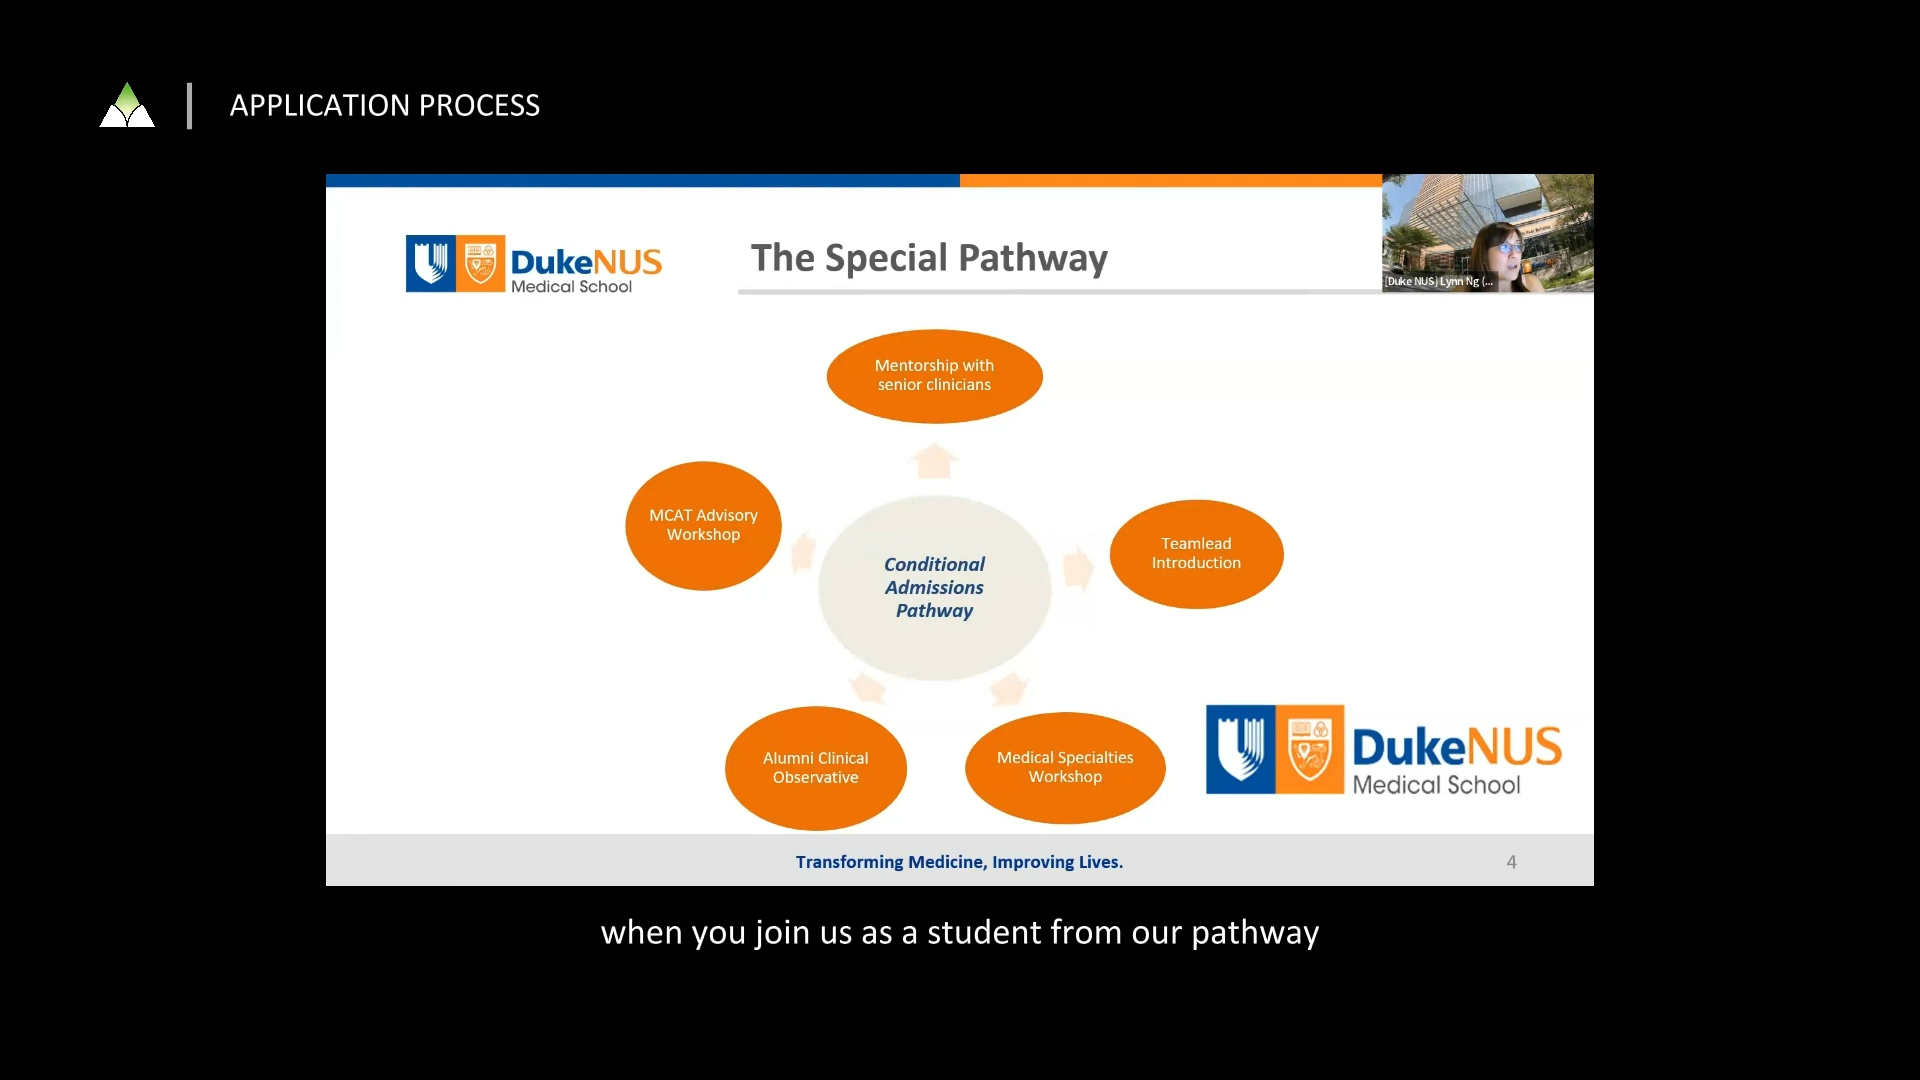 APPLICATION PROCESS
DukeNUS
Medical School
The Special Pathway
[Duke NUS] Lynn Ng (...
Mentorship with
senior clinicians
MCAT Advisory
Workshop
Teamlead
Introduction
Conditional
Admissions
Pathway
Alumni Clinical
Observative
Medical Specialties
Workshop
DukeNUS
Medical School
Transforming Medicine, Improving Lives.
4
when you join us as a student from our pathway